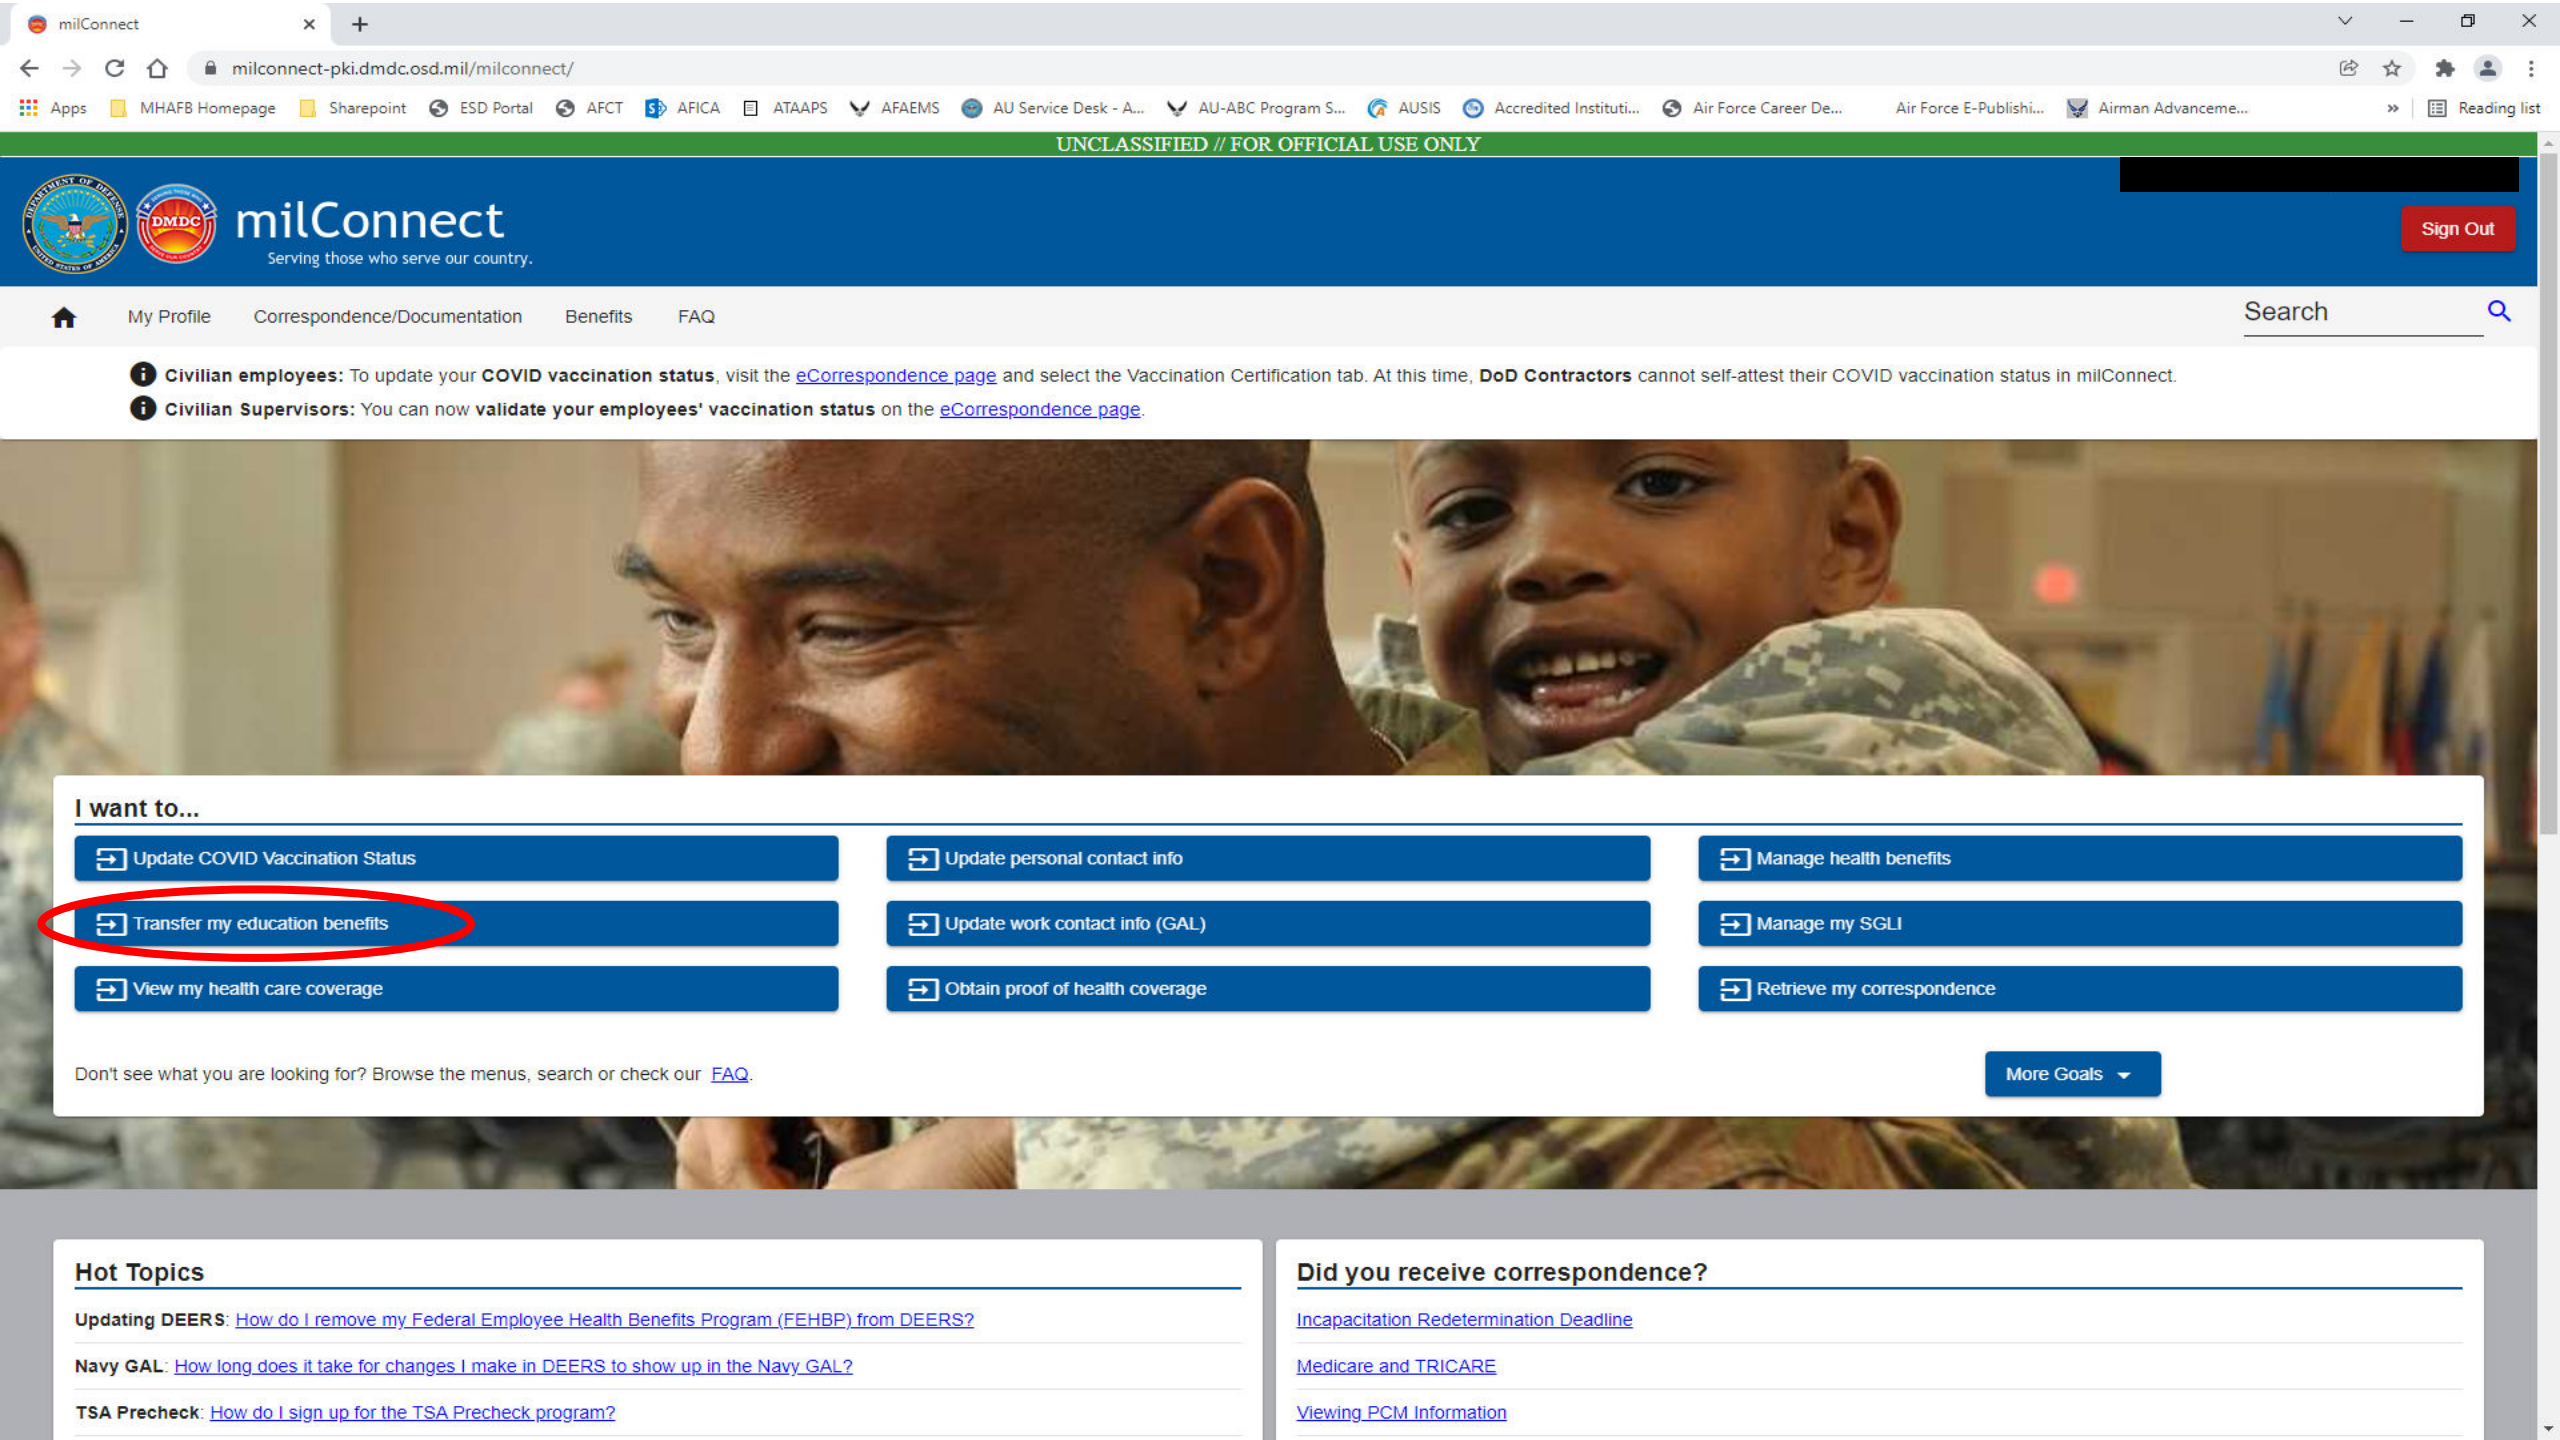 milConnect
milconnect-pki.dmdc.osd.mil/milconnect/
Apps MHAFB Homepage Sharepoint ESD Portal AFCT AFICA ATAAPS AFAEMS AU Service Desk - A... AU-ABC Program S... AUSIS Accredited Instituti... Air Force Career De... Air Force E-Publishi... Airman Advanceme... » Reading list
UNCLASSIFIED // FOR OFFICIAL USE ONLY
DEPARTMENT OF DEFENSE
UNITED STATES OF AMERICA
DMDC
milConnect
Serving those who serve our country.
Sign Out
My Profile Correspondence/Documentation Benefits FAQ Search
Civilian employees: To update your COVID vaccination status, visit the eCorrespondence page and select the Vaccination Certification tab. At this time, DoD Contractors cannot self-attest their COVID vaccination status in milConnect.
Civilian Supervisors: You can now validate your employees' vaccination status on the eCorrespondence page.
I want to...
Update COVID Vaccination Status Update personal contact info Manage health benefits
Transfer my education benefits Update work contact info (GAL) Manage my SGLI
View my health care coverage Obtain proof of health coverage Retrieve my correspondence
Don't see what you are looking for? Browse the menus, search or check our FAQ. More Goals
Hot Topics
Updating DEERS: How do I remove my Federal Employee Health Benefits Program (FEHBP) from DEERS?
Navy GAL: How long does it take for changes I make in DEERS to show up in the Navy GAL?
TSA Precheck: How do I sign up for the TSA Precheck program?
Did you receive correspondence?
Incapacitation Redetermination Deadline
Medicare and TRICARE
Viewing PCM Information